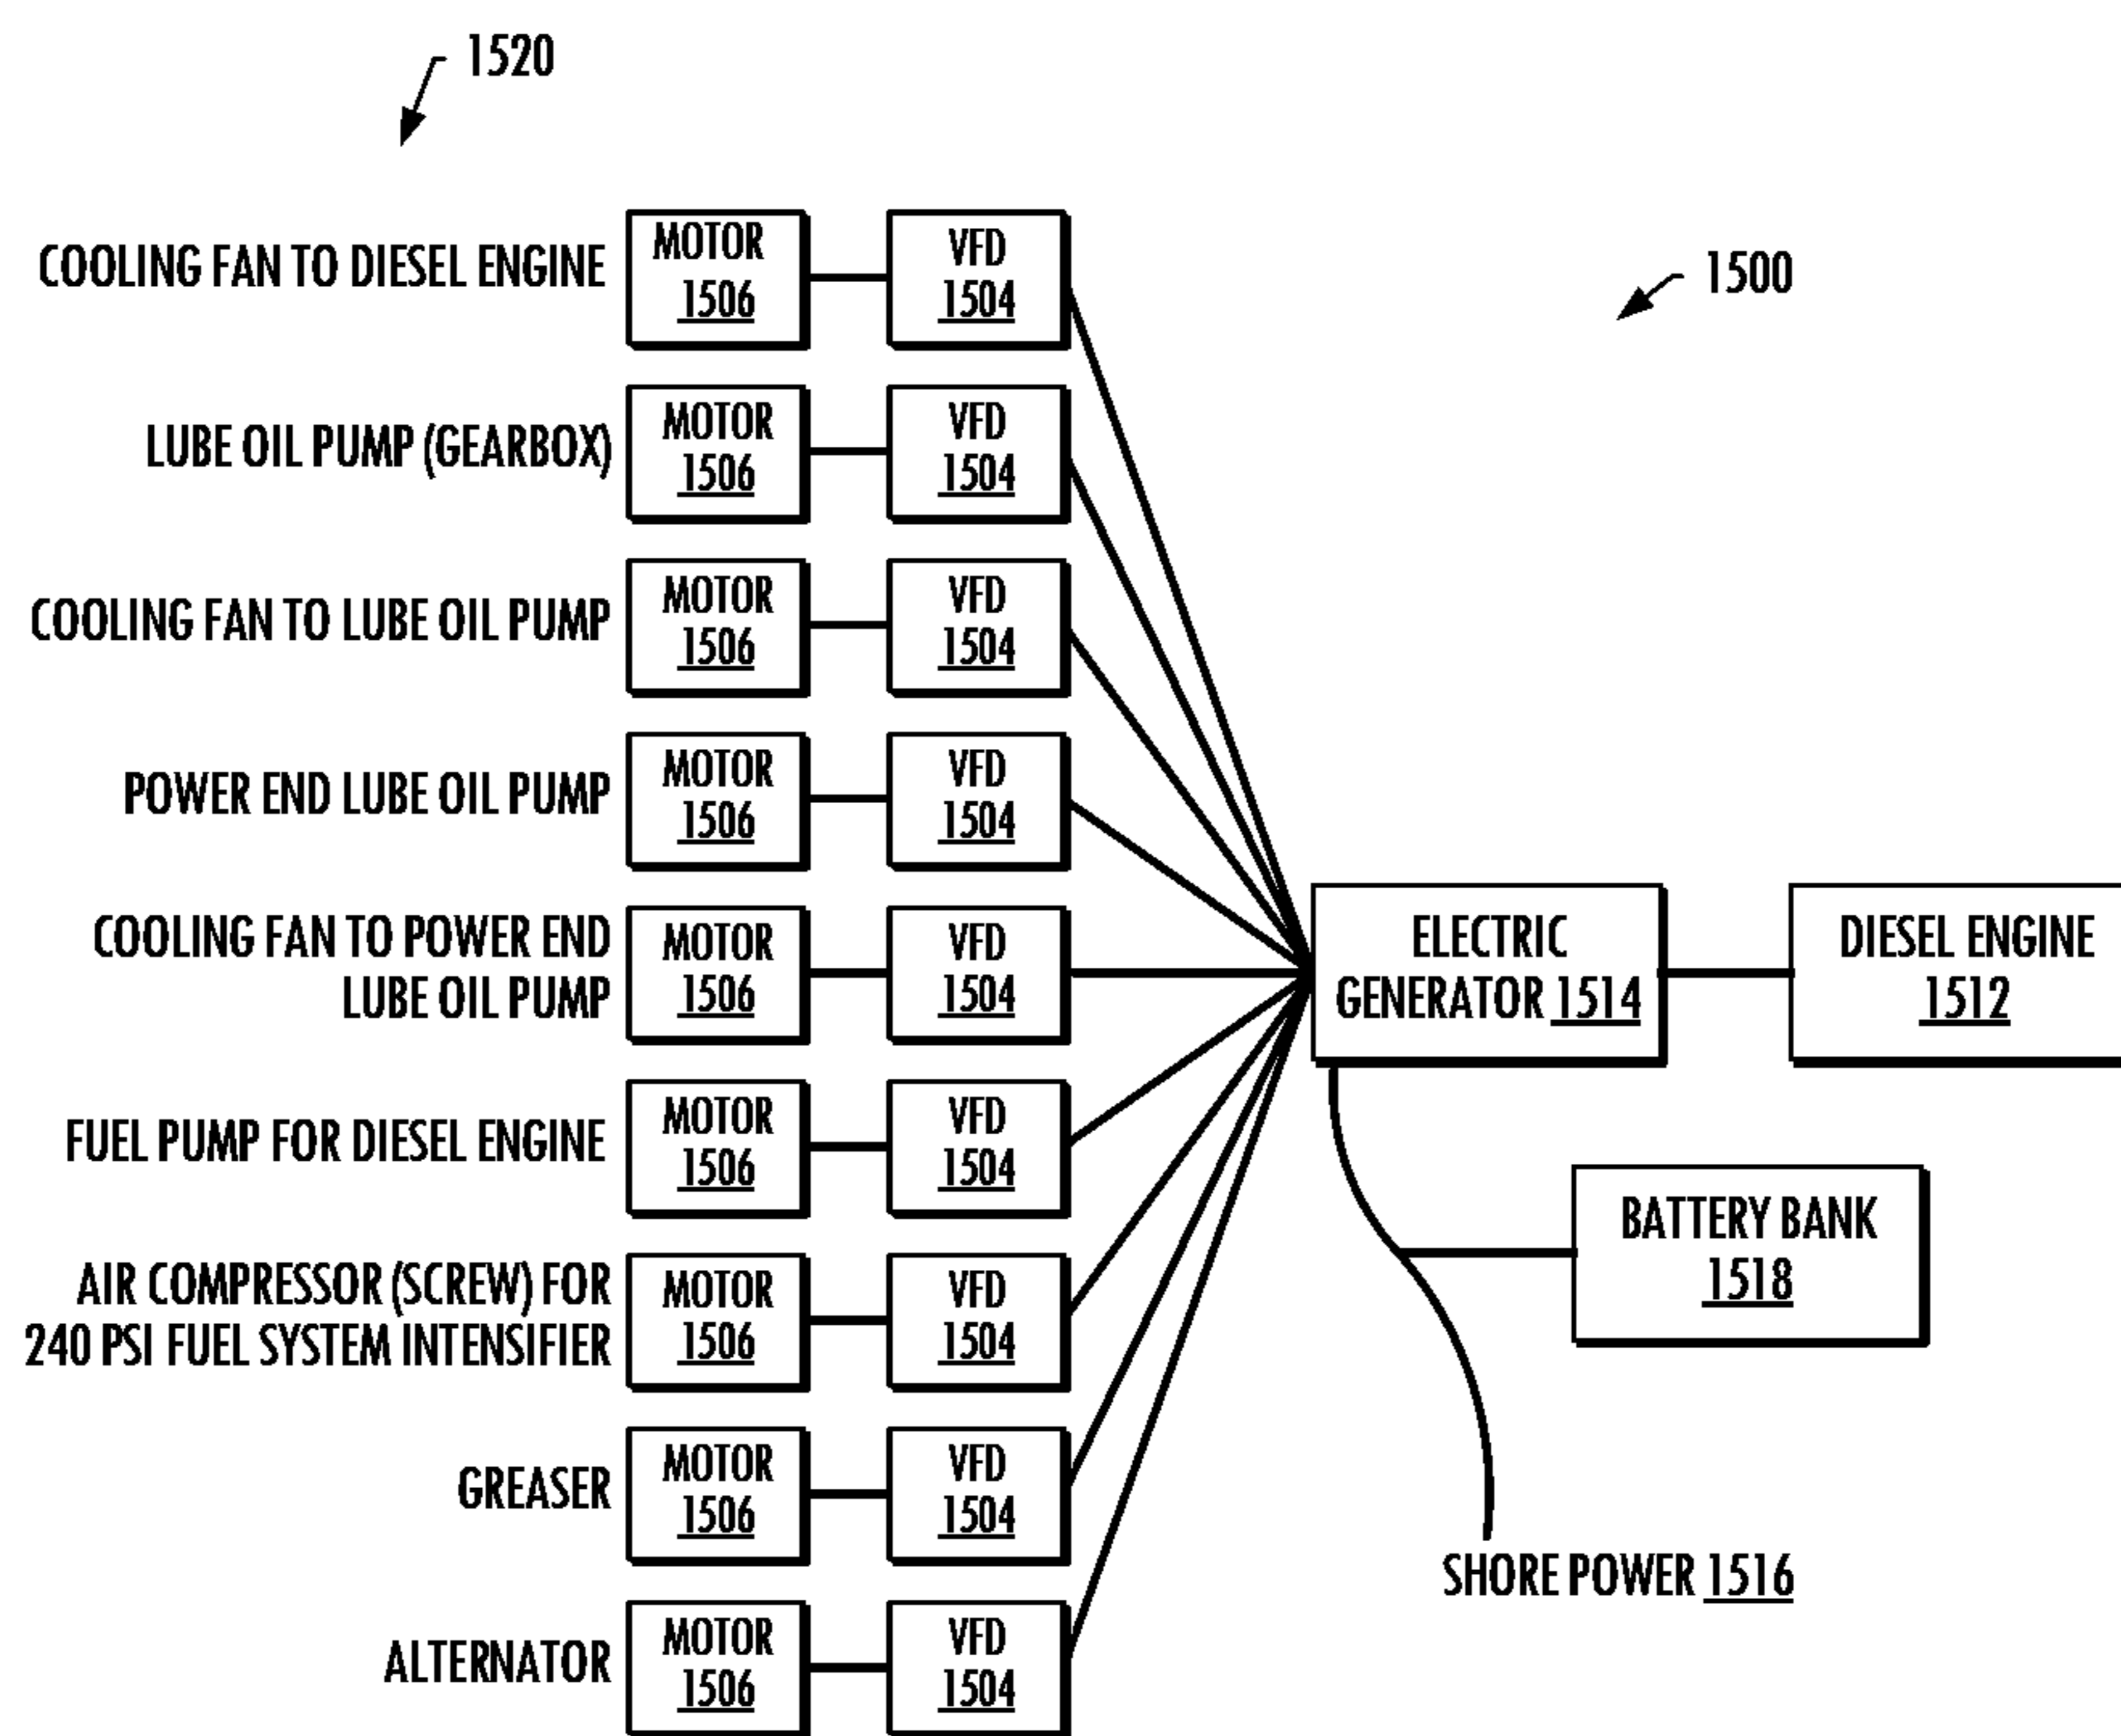 1520
1500
COOLING FAN TO DIESEL ENGINE
MOTOR
1506
VFD
1504
LUBE OIL PUMP (GEARBOX)
MOTOR
1506
VFD
1504
COOLING FAN TO LUBE OIL PUMP
MOTOR
1506
VFD
1504
POWER END LUBE OIL PUMP
MOTOR
1506
VFD
1504
COOLING FAN TO POWER END
LUBE OIL PUMP
MOTOR
1506
VFD
1504
FUEL PUMP FOR DIESEL ENGINE
MOTOR
1506
VFD
1504
AIR COMPRESSOR (SCREW) FOR
240 PSI FUEL SYSTEM INTENSIFIER
MOTOR
1506
VFD
1504
GREASER
MOTOR
1506
VFD
1504
ALTERNATOR
MOTOR
1506
VFD
1504
ELECTRIC
GENERATOR 1514
DIESEL ENGINE
1512
BATTERY BANK
1518
SHORE POWER 1516